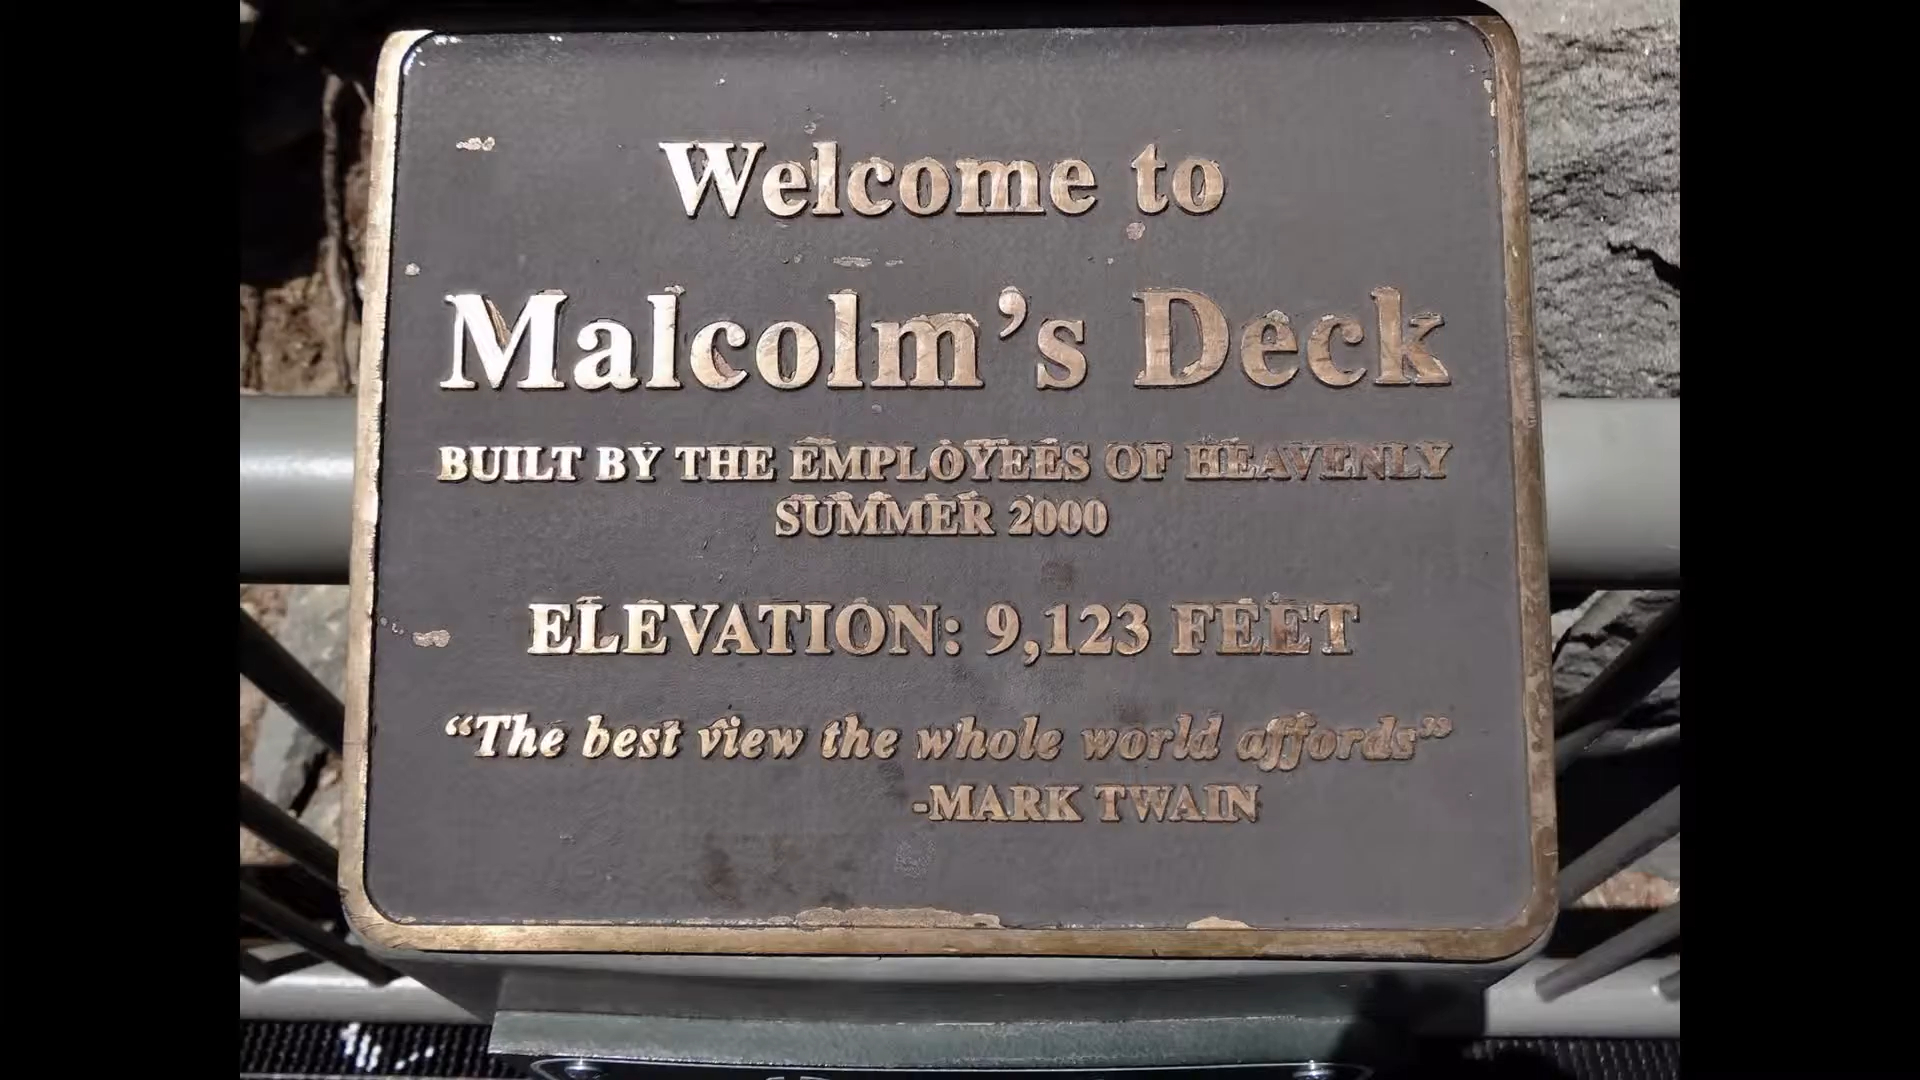 Welcome to
Malcolm’s Deck
BUILT BY THE EMPLOYEES OF HEAVENLY
SUMMER 2000
ELEVATION: 9,123 FEET
“The best view the whole world affords”
-MARK TWAIN